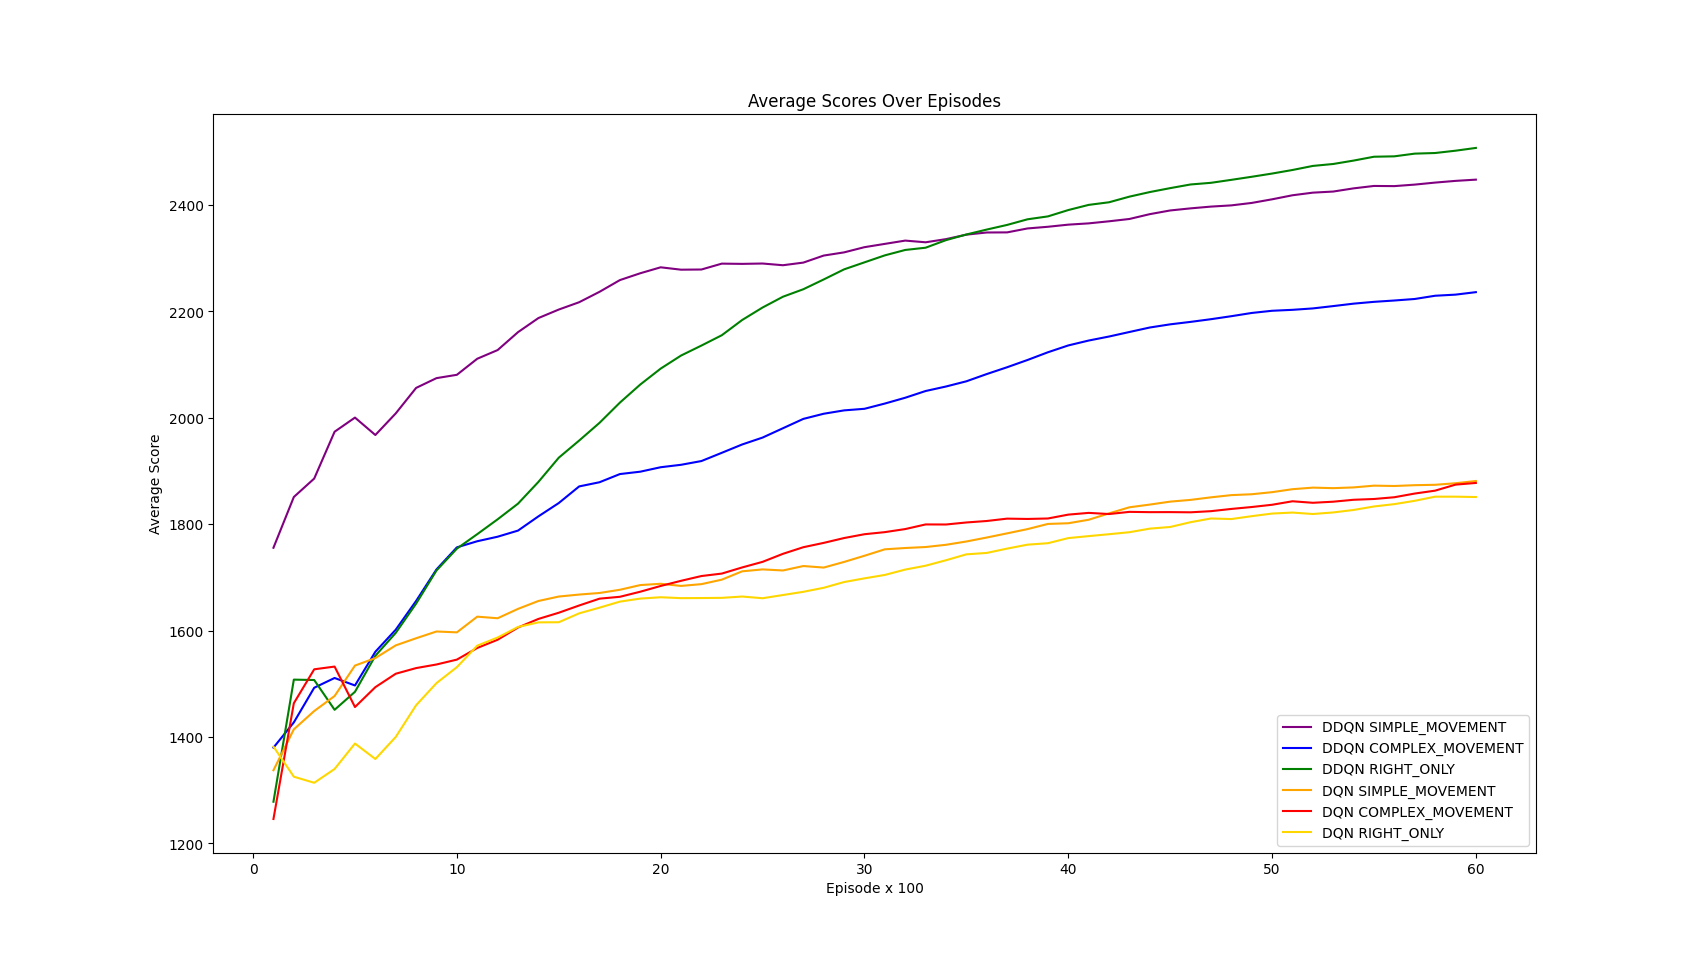 Average Scores Over Episodes
Average Score
2400
2200
2000
1800
1600
1400
1200
0 10 20 30 40 50 60
Episode x 100
DDQN SIMPLE_MOVEMENT
DDQN COMPLEX_MOVEMENT
DDQN RIGHT_ONLY
DQN SIMPLE_MOVEMENT
DQN COMPLEX_MOVEMENT
DQN RIGHT_ONLY